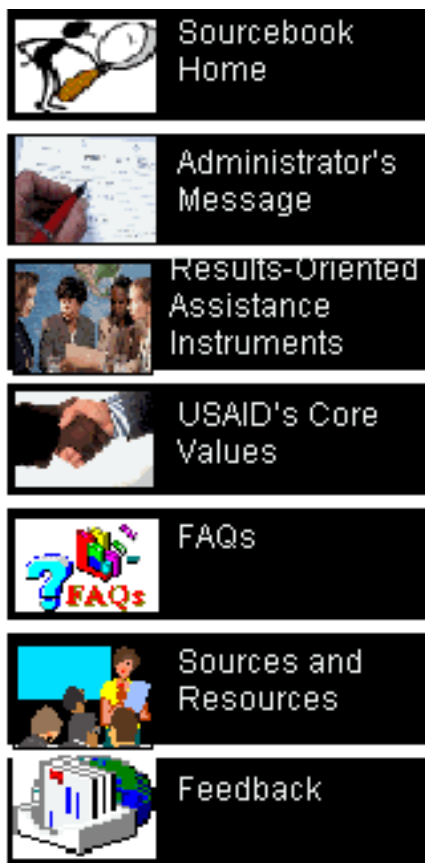 Sourcebook
Home
Administrator's
Message
Results-Oriented
Assistance
Instruments
USAID's Core
Values
FAQs
FAQs
Sources and
Resources
Feedback